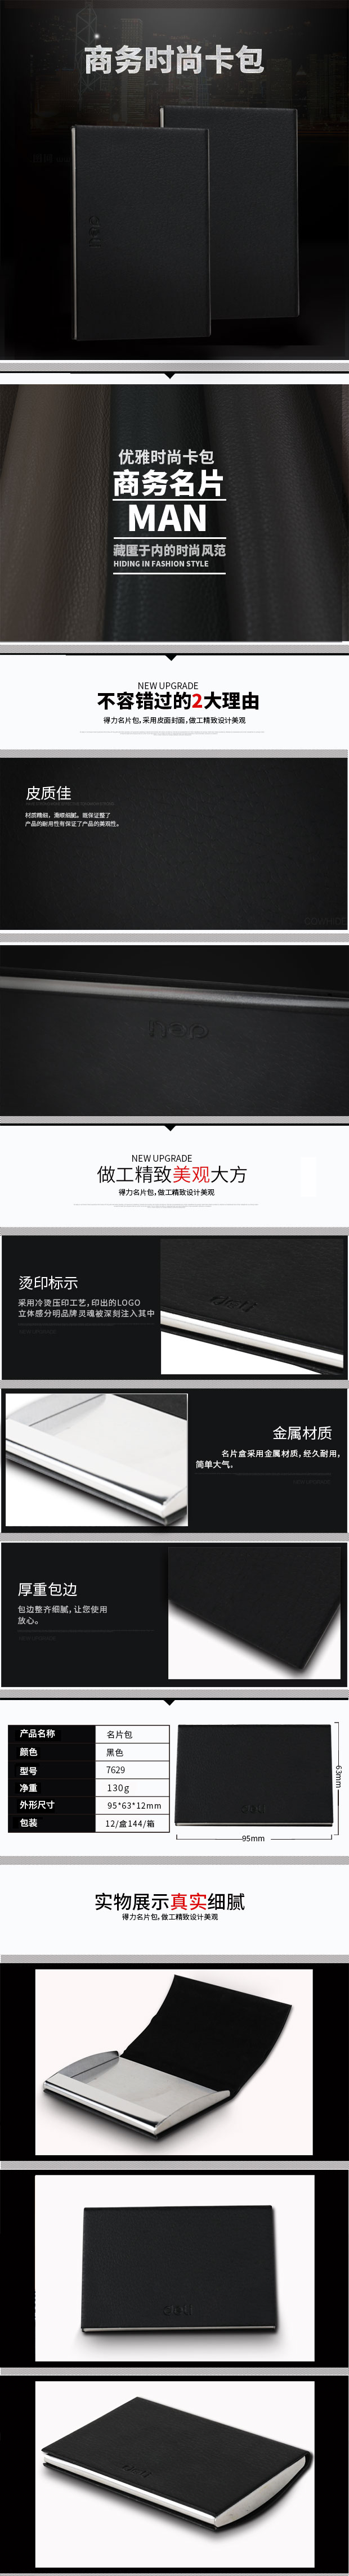 商务时尚卡包
deli
优雅时尚卡包
商务名片
MAN
藏匿于内的时尚风范
HIDING IN FASHION STYLE
NEW UPGRADE
不容错过的2大理由
得力名片包,采用皮面封面,做工精致设计美观
皮质佳
材质精细,海顺细腻。既保证了
产品的耐用性有保证了产品的美观性。
deli
NEW UPGRADE
做工精致美观大方
得力名片包,做工精致设计美观
烫印标示
采用冷烫压印工艺,印出的LOGO
立体感分明品牌灵魂被深刻注入其中
deli
金属材质
名片盒采用金属材质,经久耐用,
简单大气。
厚重包边
包边整齐细腻,让您使用
放心。
产品名称 名片包
颜色 黑色
型号 7629
净重 130g
外形尺寸 95*63*12mm
包装 12/盒144/箱
deli
63mm
95mm
实物展示真实细腻
得力名片包,做工精致设计美观
deli
deli